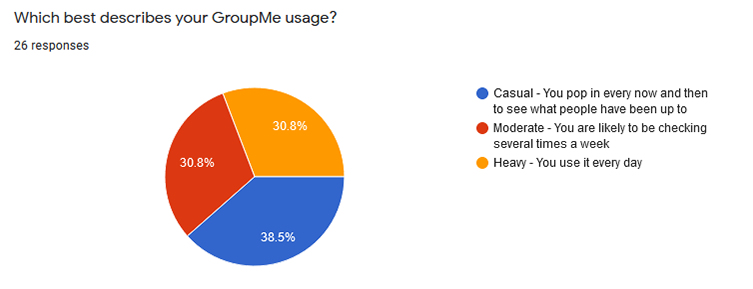 Which best describes your GroupMe usage?
26 responses
30.8%
30.8%
38.5%
Casual - You pop in every now and then
to see what people have been up to
Moderate - You are likely to be checking
several times a week
Heavy - You use it every day